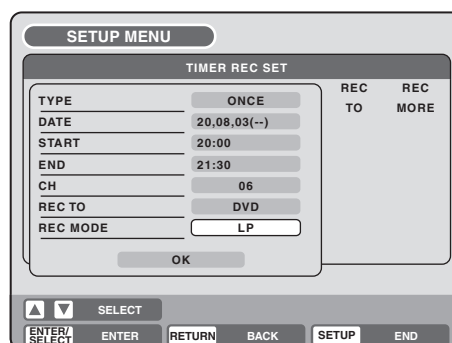 SETUP MENU
TIMER REC SET
REC TO REC MORE
TYPE ONCE
DATE 20,08,03(--)
START 20:00
END 21:30
CH 06
REC TO DVD
REC MODE LP
OK
▲ ▼ SELECT
ENTER/SELECT ENTER RETURN BACK SETUP END